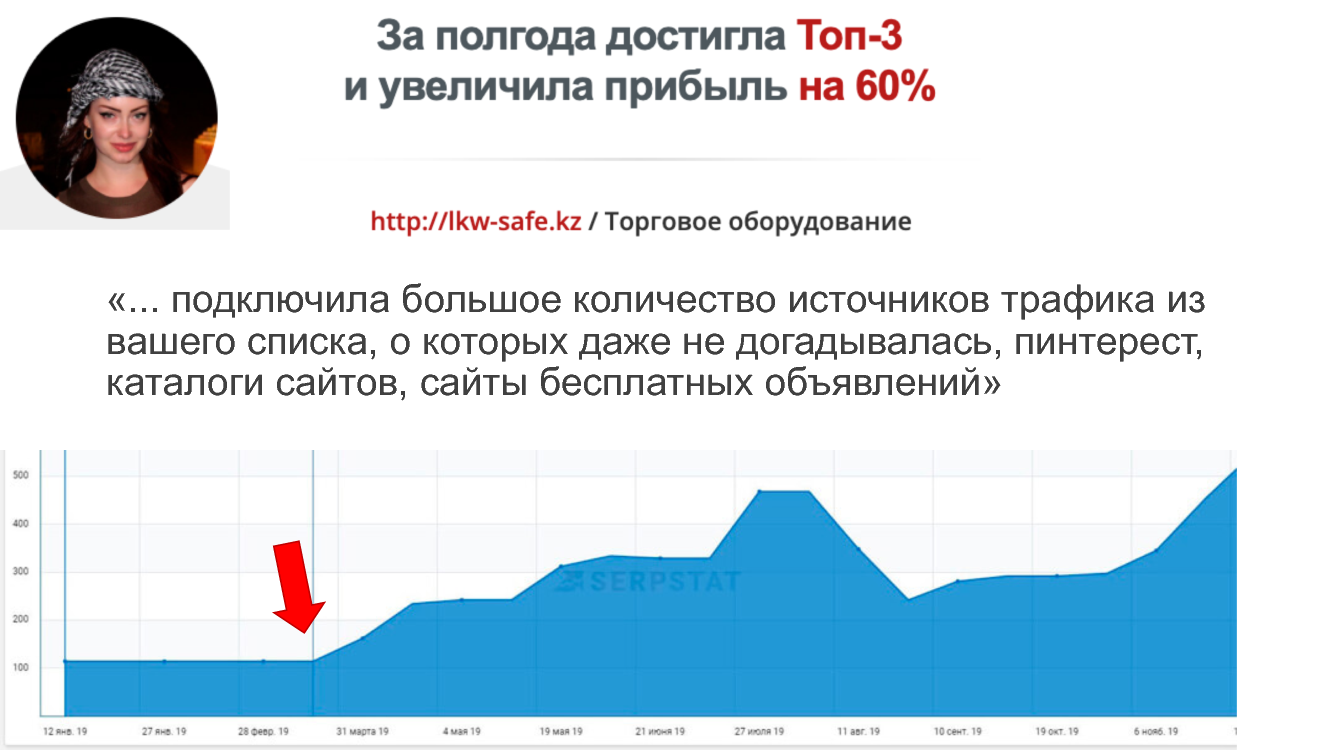 За полгода достигла Топ-3
и увеличила прибыль на 60%
http://lkw-safe.kz / Торговое оборудование
«... подключила большое количество источников трафика из
вашего списка, о которых даже не догадывалась, пинтерест,
каталоги сайтов, сайты бесплатных объявлений»
500
400
300
200
100
SERPSTAT
12 янв. 19 27 янв. 19 28 февр. 19 31 марта 19 4 мая 19 19 мая 19 21 июня 19 27 июля 19 11 авг. 19 10 сент. 19 19 окт. 19 6 нояб. 19 1